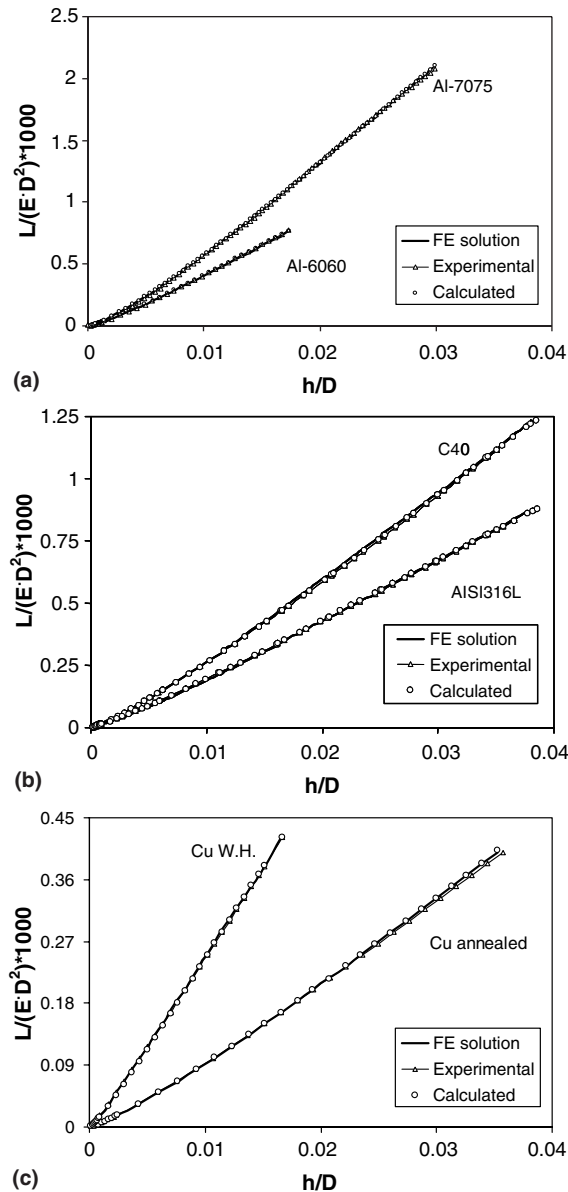 2.5
2
1.5
1
0.5
0
L/(E·D²)*1000
Al-7075
Al-6060
FE solution
Experimental
Calculated
0 0.01 0.02 0.03 0.04
h/D
(a)
1.25
1
0.75
0.5
0.25
0
L/(E·D²)*1000
C40
AISI316L
FE solution
Experimental
Calculated
0 0.01 0.02 0.03 0.04
h/D
(b)
0.45
0.36
0.27
0.18
0.09
0
L/(E·D²)*1000
Cu W.H.
Cu annealed
FE solution
Experimental
Calculated
0 0.01 0.02 0.03 0.04
h/D
(c)